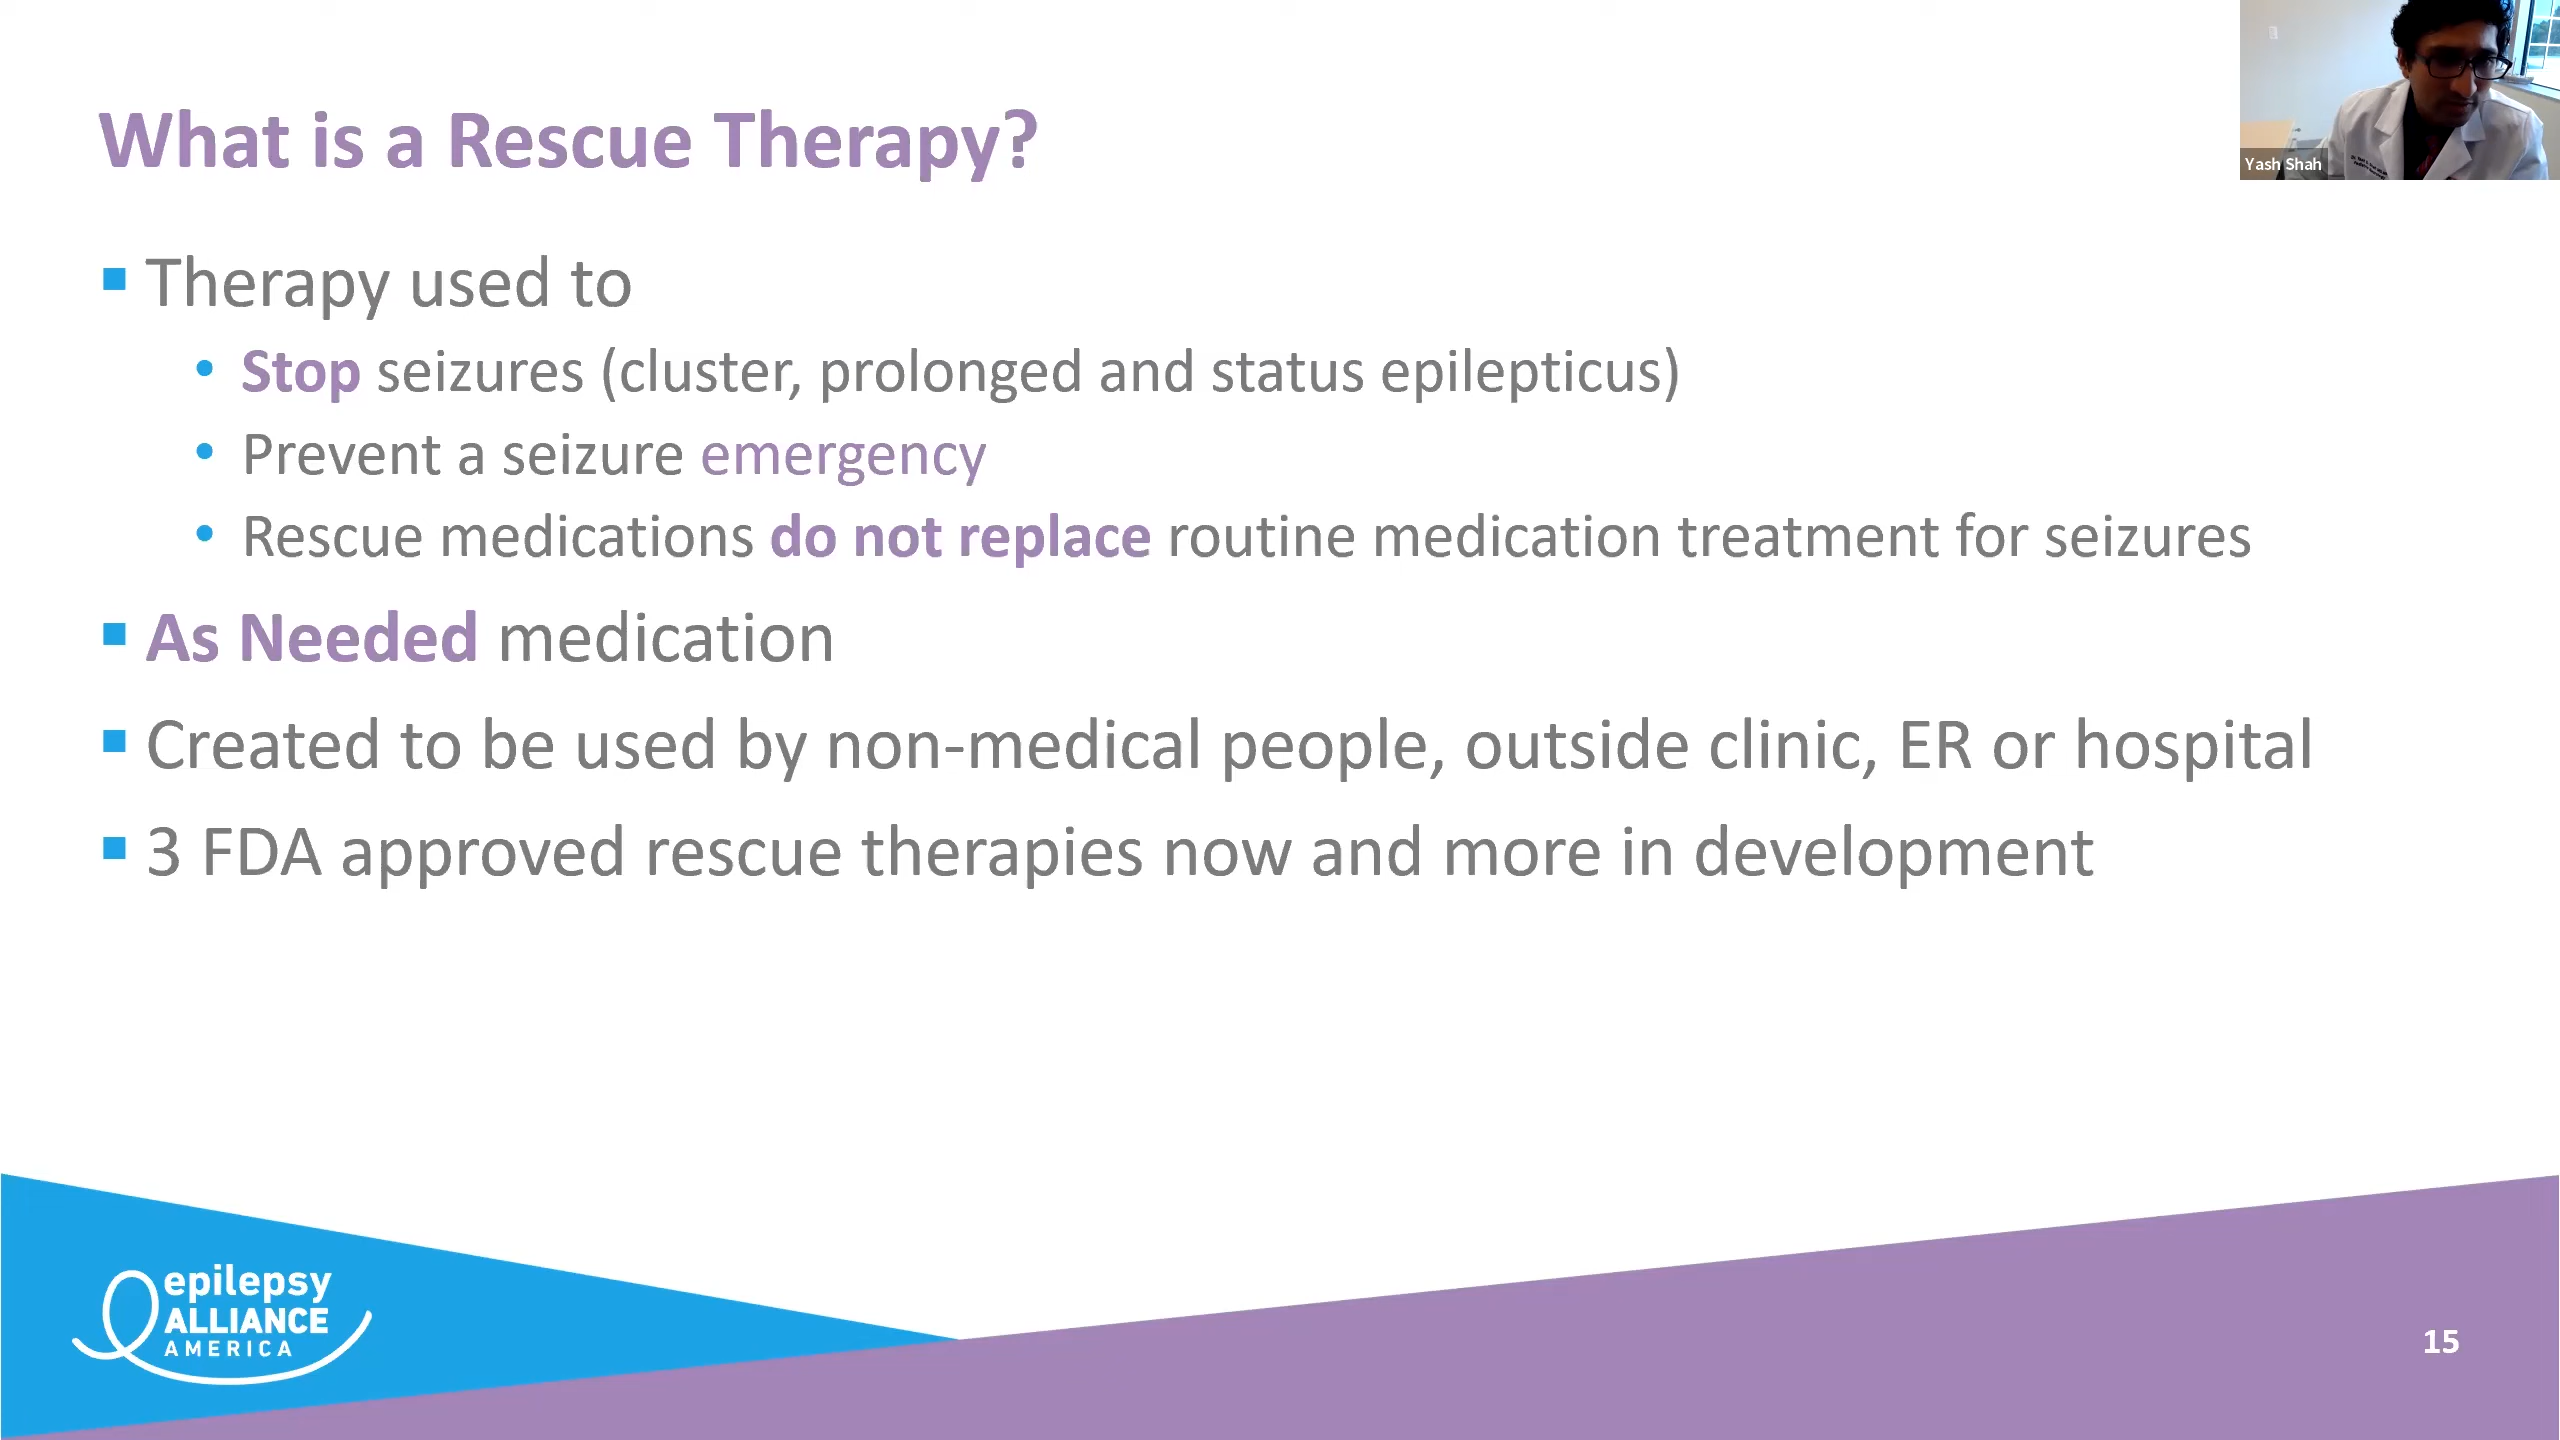 What is a Rescue Therapy?
Yash Shah
Therapy used to
Stop seizures (cluster, prolonged and status epilepticus)
Prevent a seizure emergency
Rescue medications do not replace routine medication treatment for seizures
As Needed medication
Created to be used by non-medical people, outside clinic, ER or hospital
3 FDA approved rescue therapies now and more in development
epilepsy
ALLIANCE
AMERICA
15